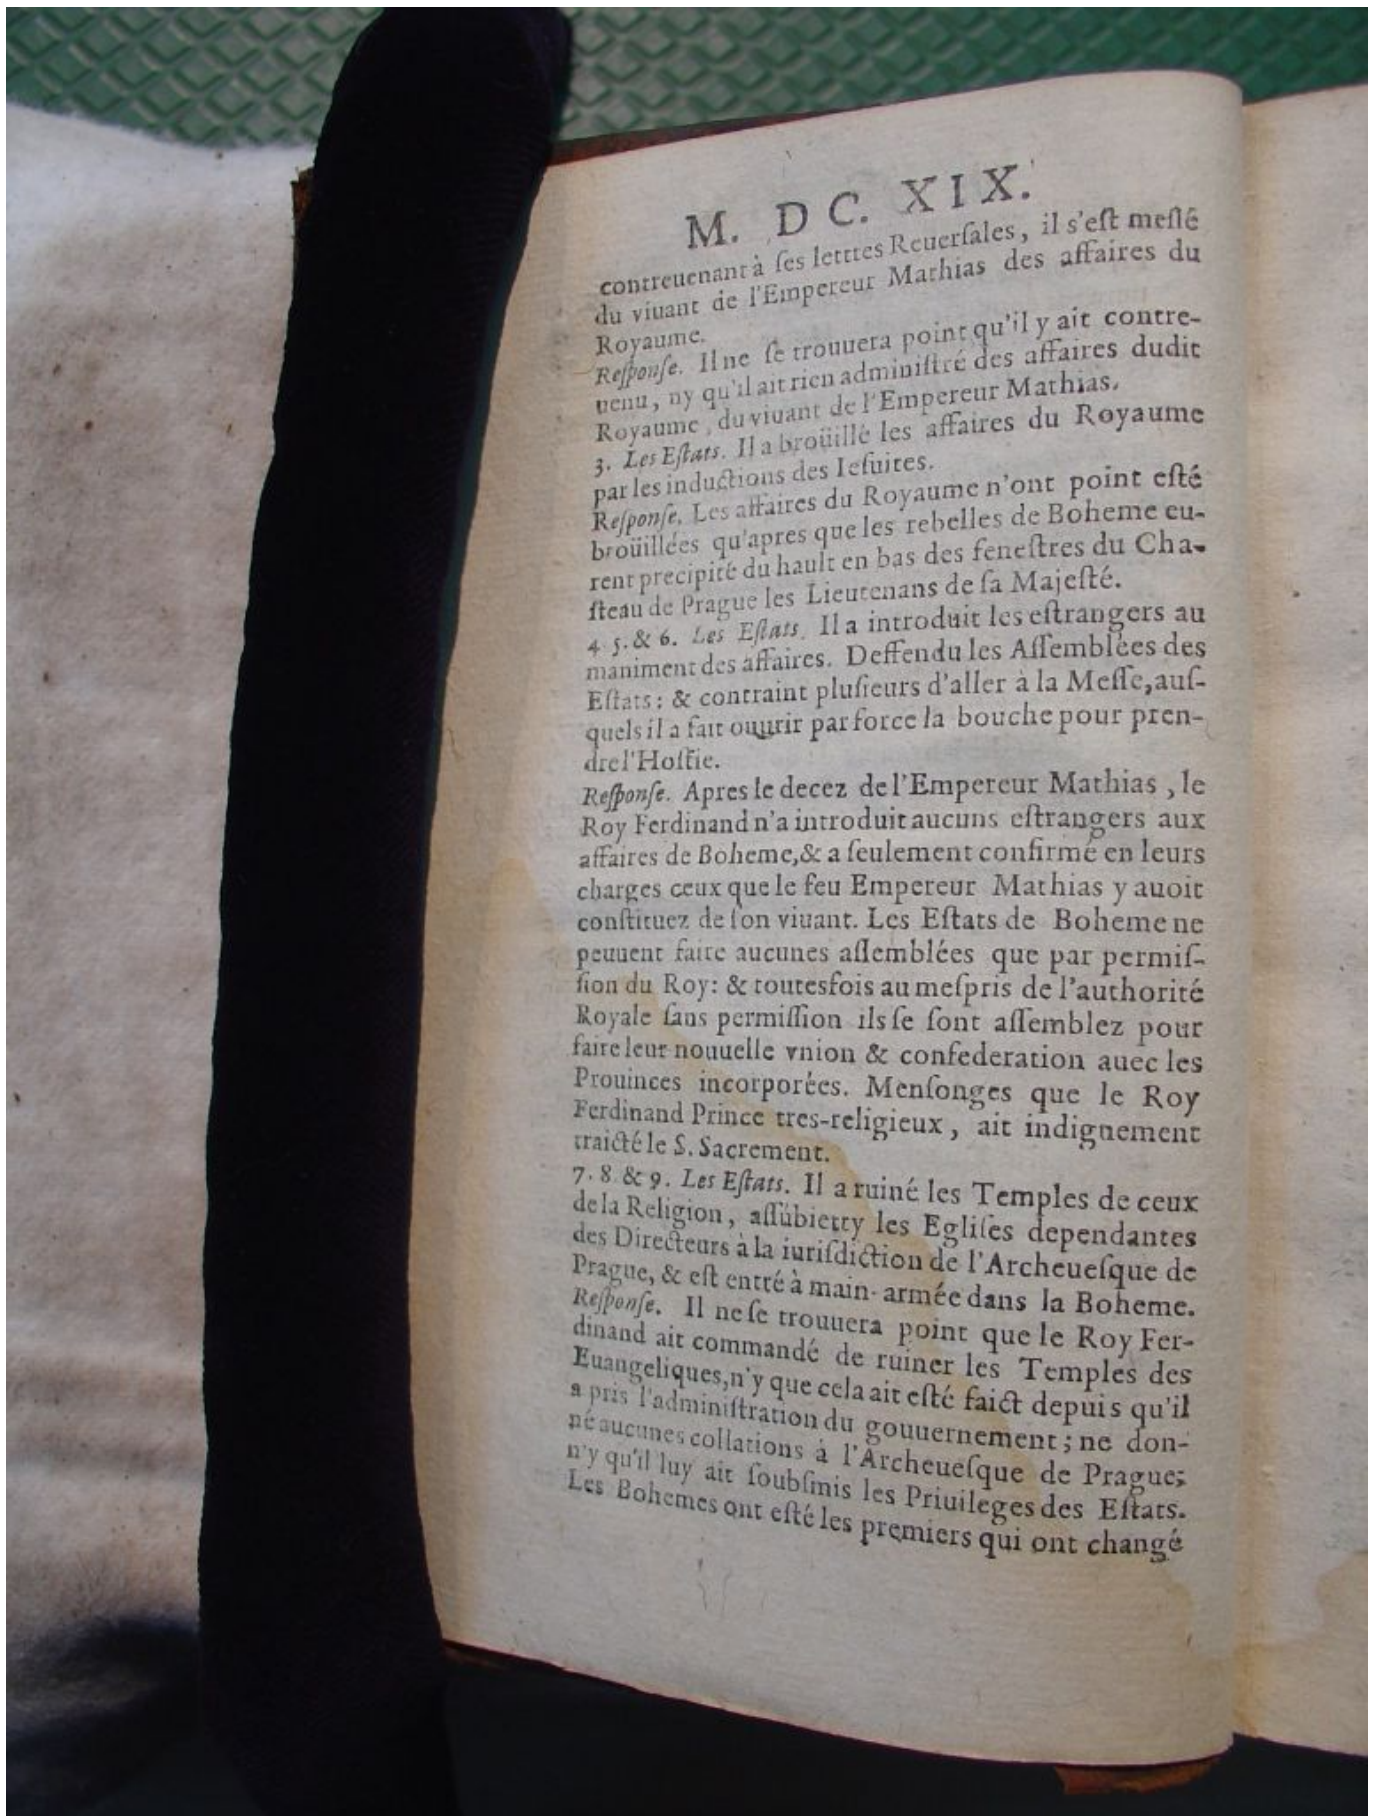 M. DC. XIX.
contreuenant à ſes letttes Reuerſales, il s'eſt meſlé
du viuant de l'Empereur Mathias des affaires du
Royaume.
Reſponſe. Il ne ſe trouuera point qu'il y ait contre-
uenu, ny qu'il ait rien adminiſtré des affaires dudit
Royaume, du viuant de l'Empereur Mathias.
3. Les Eſtats. Il a broüillé les affaires du Royaume
par les inductions des Ieſuites.
Reſponſe. Les affaires du Royaume n'ont point eſté
broüillées qu'apres que les rebelles de Boheme eu-
rent precipité du hault en bas des feneſtres du Cha-
ſteau de Prague les Lieutenans de ſa Majeſté.
4. 5. & 6. Les Eſtats. Il a introduit les eſtrangers au
maniment des affaires. Deffendu les Aſſemblées des
Eſtats: & contraint pluſieurs d'aller à la Meſſe, auſ-
quels il a fait ouurir par force la bouche pour pren-
dre l'Hoſtie.
Reſponſe. Apres le decez de l'Empereur Mathias, le
Roy Ferdinand n'a introduit aucuns eſtrangers aux
affaires de Boheme, & a ſeulement confirmé en leurs
charges ceux que le feu Empereur Mathias y auoit
conſtituez de ſon viuant. Les Eſtats de Boheme ne
peuuent faire aucunes aſſemblées que par permiſ-
ſion du Roy: & toutesfois au meſpris de l'authorité
Royale ſans permiſſion ils ſe ſont aſſemblez pour
faire leur nouuelle vnion & confederation auec les
Prouinces incorporées. Menſonges que le Roy
Ferdinand Prince tres-religieux, ait indignement
traicté le S. Sacrement.
7. 8. & 9. Les Eſtats. Il a ruiné les Temples de ceux
de la Religion, aſſubietty les Egliſes dependantes
des Directeurs à la iuriſdiction de l'Archeueſque de
Prague, & eſt entré à main-armée dans la Boheme.
Reſponſe. Il ne ſe trouuera point que le Roy Fer-
dinand ait commandé de ruiner les Temples des
Euangeliques, n'y que cela ait eſté faict depuis qu'il
a pris l'adminiſtration du gouuernement; ne don-
né aucunes collations à l'Archeueſque de Prague;
n'y qu'il luy ait ſoubſmis les Priuileges des Eſtats.
Les Bohemes ont eſté les premiers qui ont changé